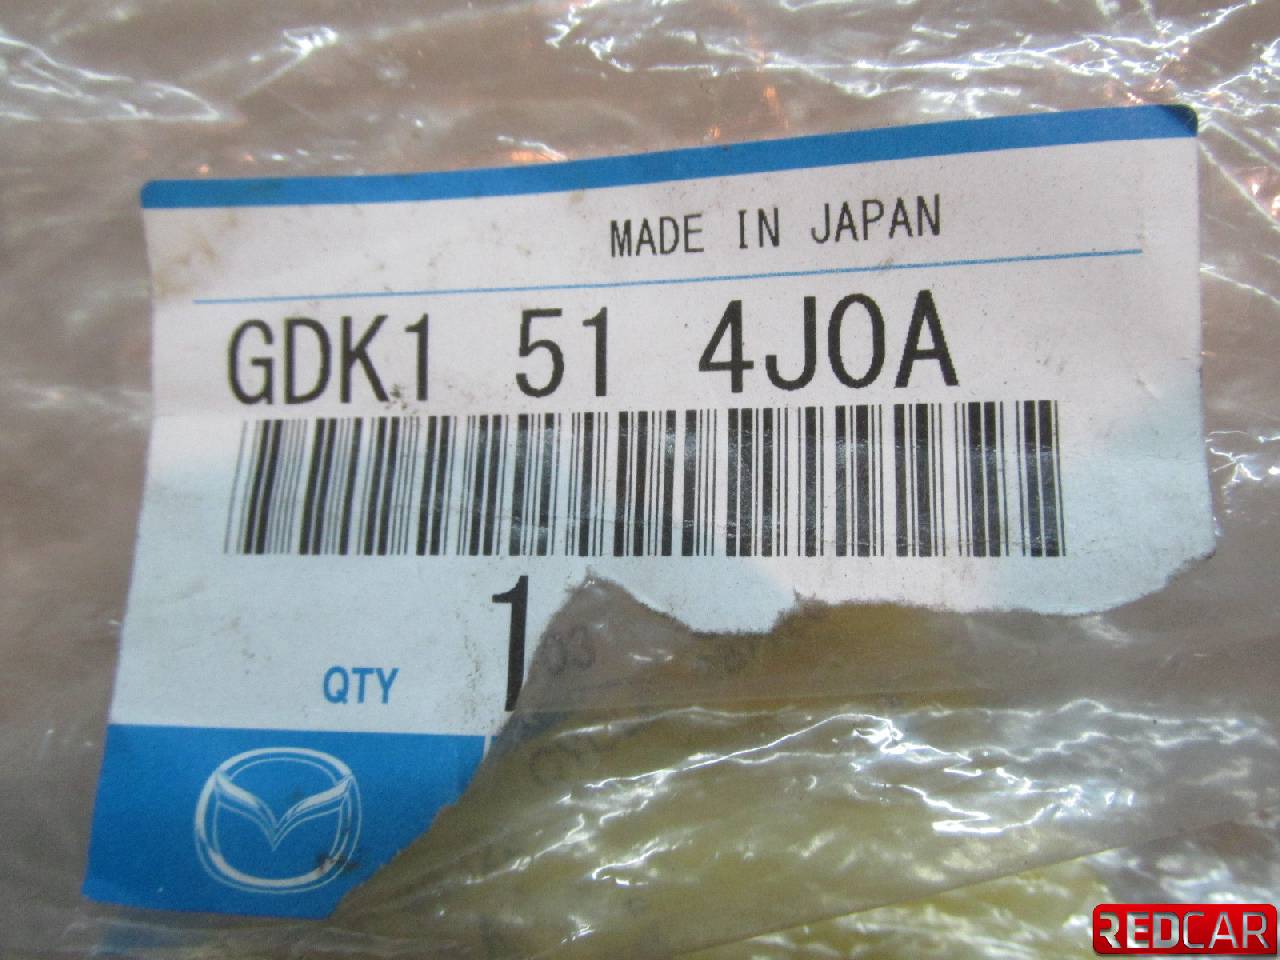 MADE IN JAPAN
GDK1 51 4J0A
1
QTY
REDCAR